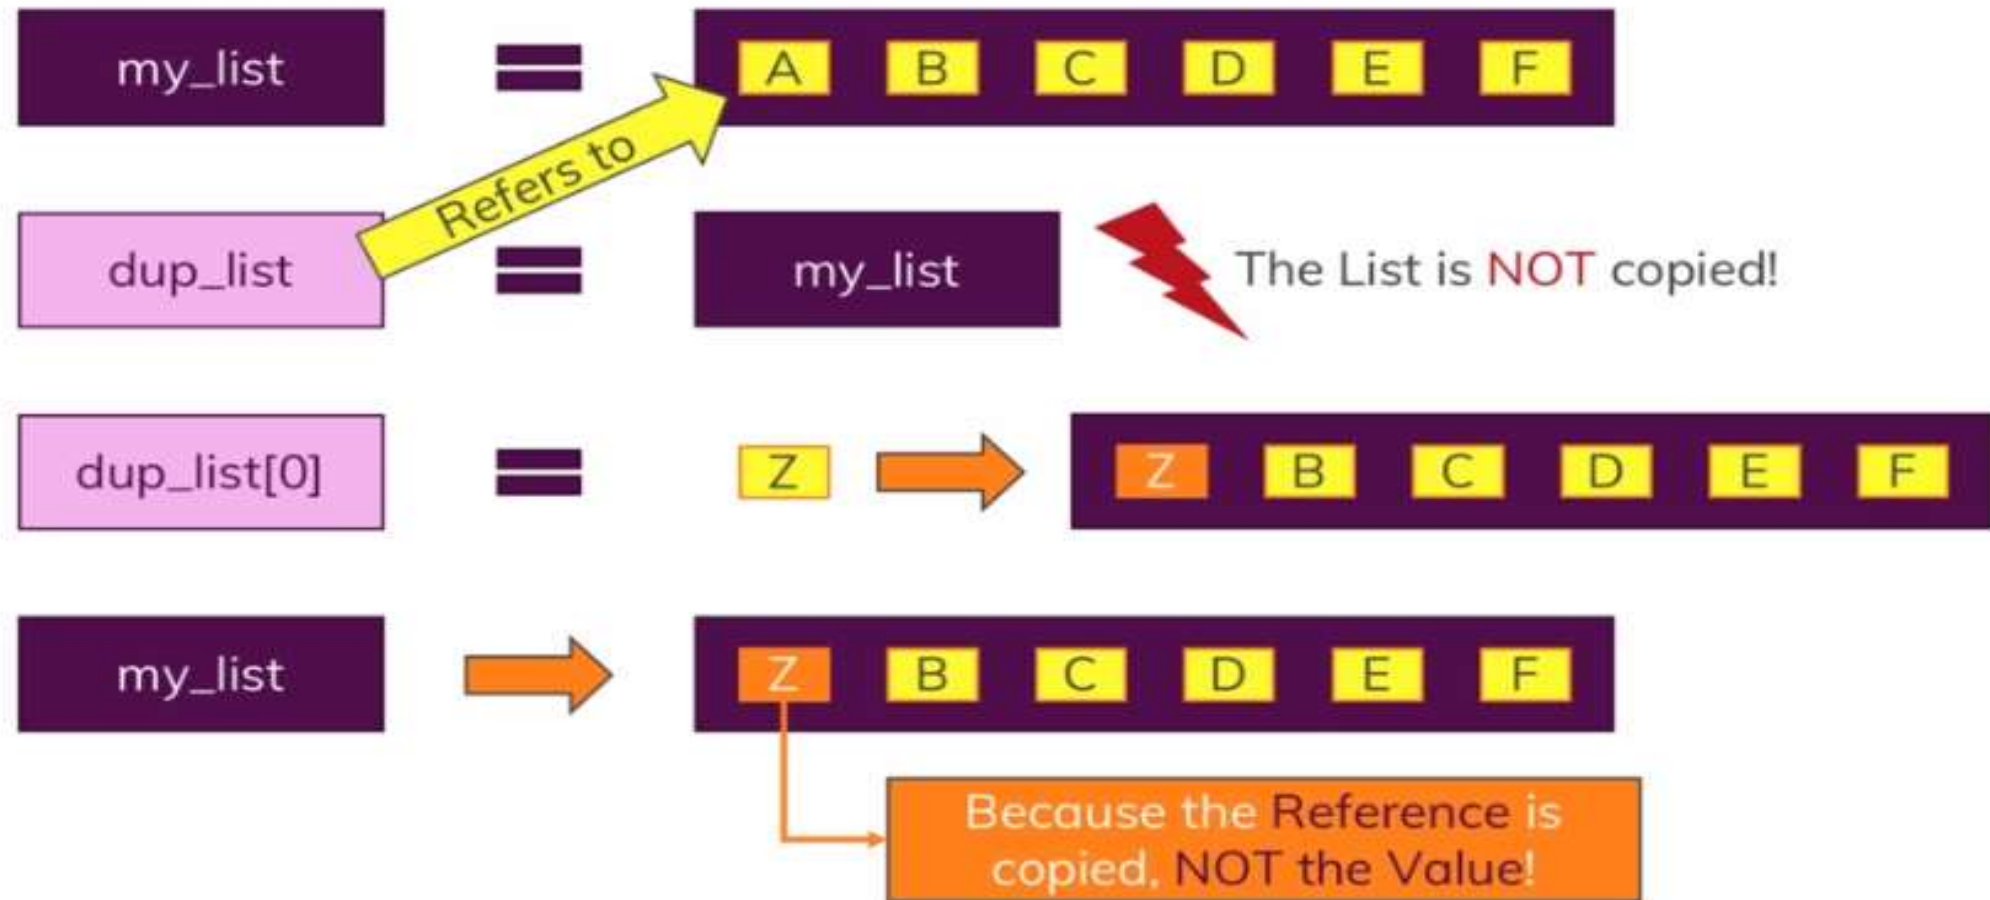 my_list = A B C D E F
Refers to
dup_list = my_list The List is NOT copied!
dup_list[0] = Z Z B C D E F
my_list Z B C D E F
Because the Reference is
copied, NOT the Value!